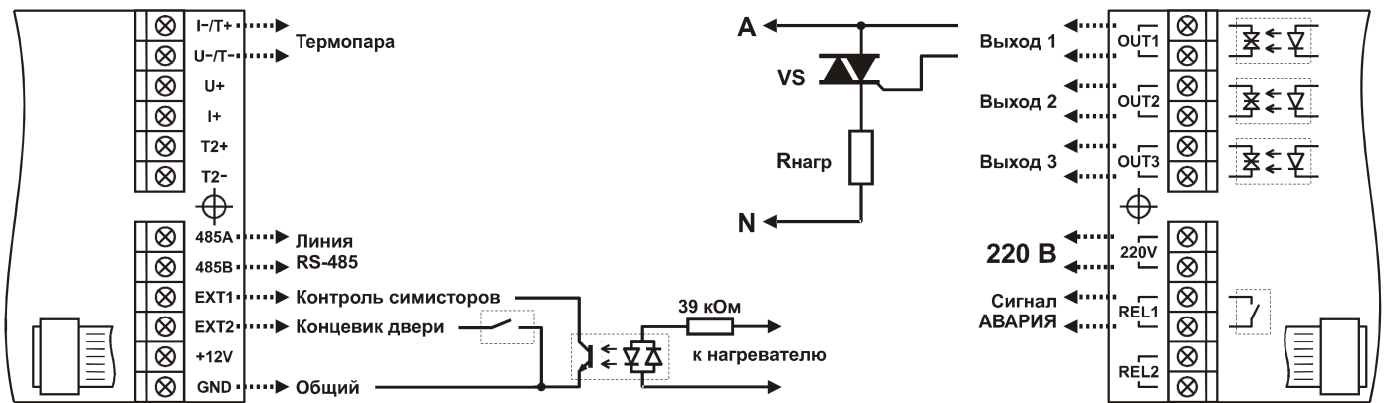 I−/T+
U−/T−
Термопара
U+
I+
T2+
T2−
485A
485B
Линия
RS-485
EXT1
Контроль симисторов
EXT2
Концевик двери
+12V
GND
Общий
39 кОм
к нагревателю
A
VS
Rнагр
N
Выход 1
OUT1
Выход 2
OUT2
Выход 3
OUT3
220 В
220V
Сигнал
АВАРИЯ
REL1
REL2